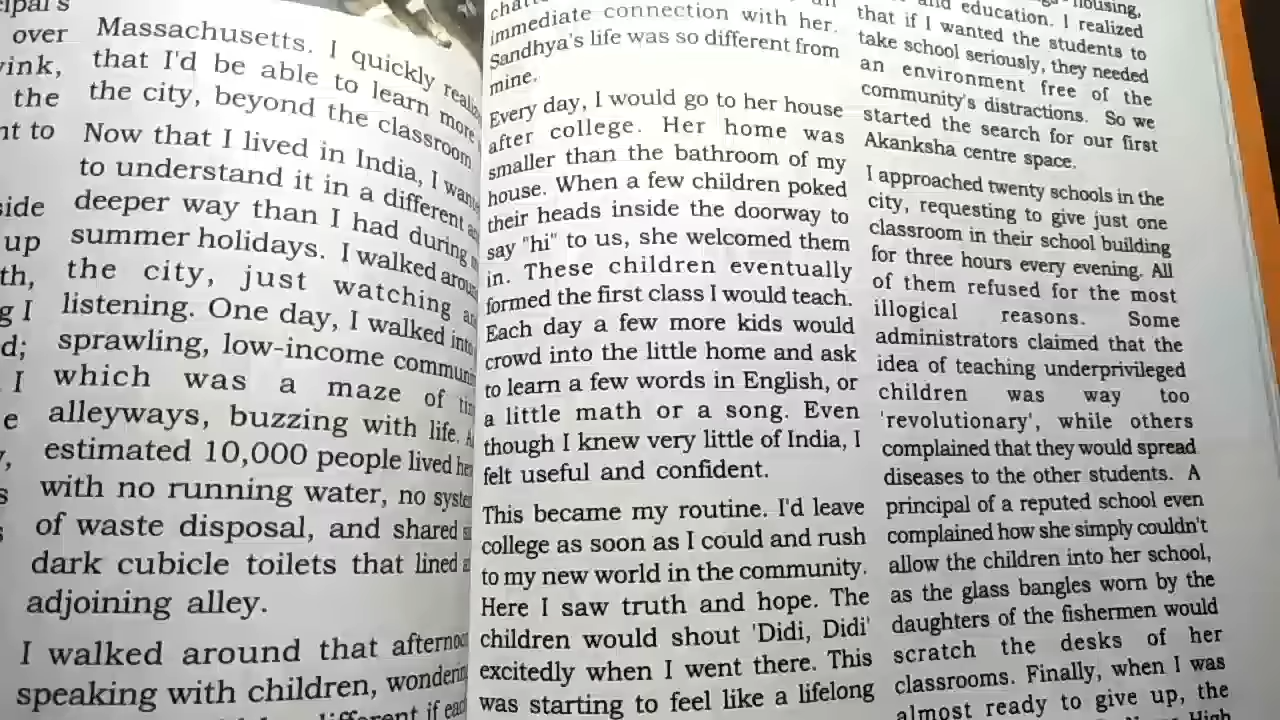 over
the
side
up
I
Massachusetts. I quickly
that I'd be able to learn more
the city, beyond the classroom
Now that I lived in India, I
to understand it in a different
deeper way than I had during
summer holidays. I walked
the city, just watching
listening. One day, I walked into
sprawling, low-income
which was a maze of
alleyways, buzzing with life.
estimated 10,000 people lived
with no running water, no
of waste disposal, and shared
dark cubicle toilets that lined
adjoining alley.
I walked around that
speaking with children,
if
immediate connection with her.
Sandhya's life was so different from
mine.
Every day, I would go to her house
after college. Her home was
smaller than the bathroom of my
house. When a few children poked
their heads inside the doorway to
say "hi" to us, she welcomed them
in. These children eventually
formed the first class I would teach.
Each day a few more kids would
crowd into the little home and ask
to learn a few words in English, or
a little math or a song. Even
though I knew very little of India, I
felt useful and confident.
This became my routine. I'd leave
college as soon as I could and rush
to my new world in the community.
Here I saw truth and hope. The
children would shout 'Didi, Didi'
excitedly when I went there. This
was starting to feel like a lifelong
housing,
and education. I realized
that if I wanted the students to
take school seriously, they needed
an environment free of the
community's distractions. So we
started the search for our first
Akanksha centre space.
I approached twenty schools in the
city, requesting to give just one
classroom in their school building
for three hours every evening. All
of them refused for the most
illogical reasons. Some
administrators claimed that the
idea of teaching underprivileged
children was way too
'revolutionary', while others
complained that they would spread
diseases to the other students. A
principal of a reputed school even
complained how she simply couldn't
allow the children into her school,
as the glass bangles worn by the
daughters of the fishermen would
scratch the desks of her
classrooms. Finally, when I was
almost ready to give up, the
High